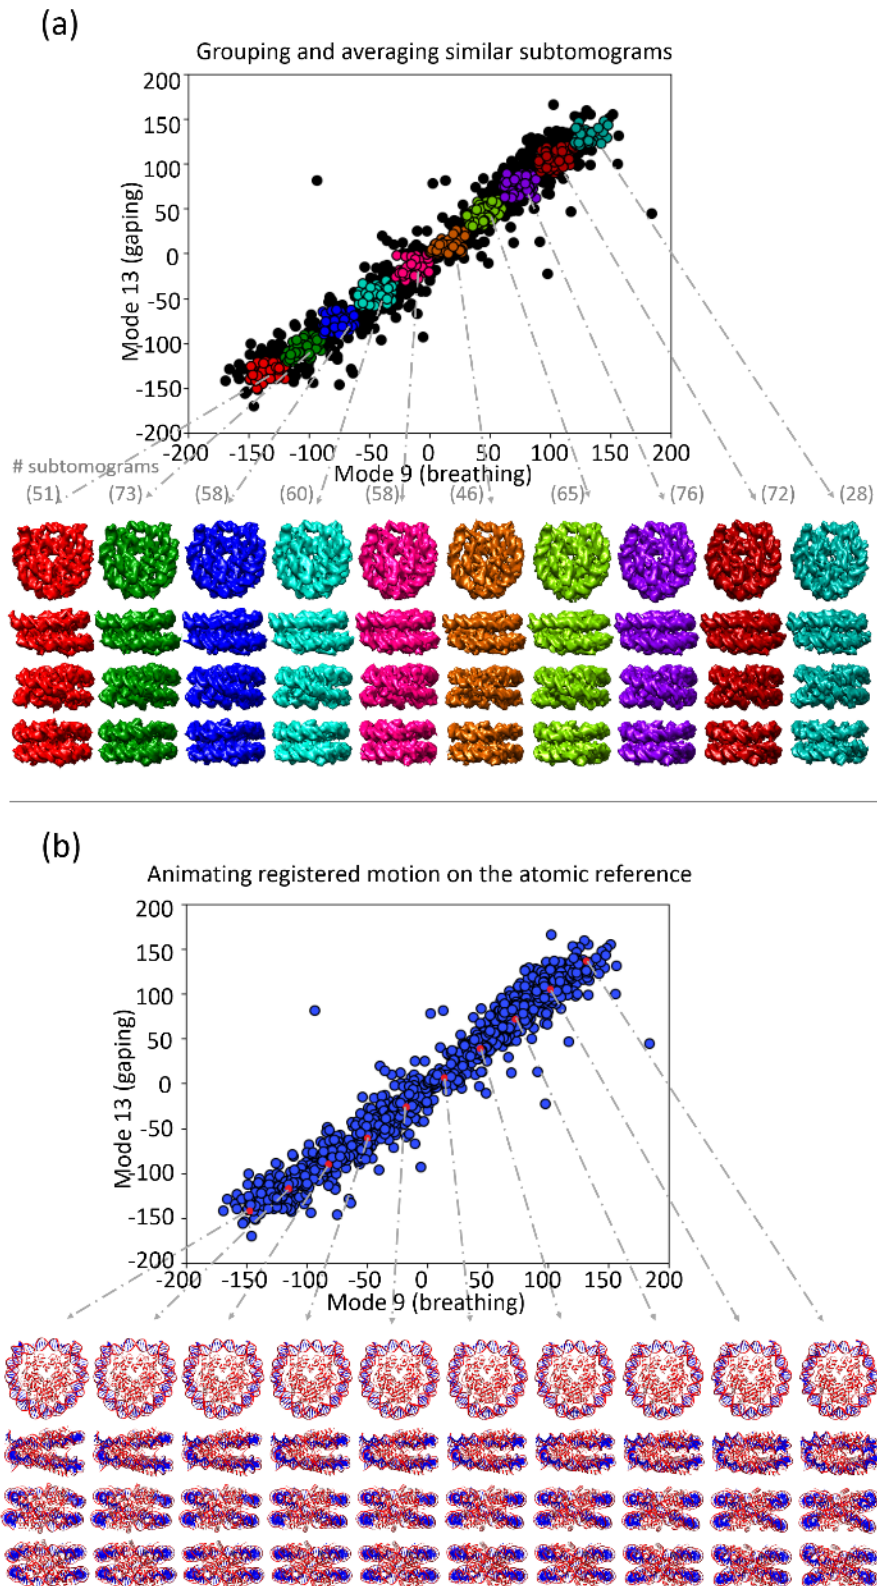 (a)
Grouping and averaging similar subtomograms
200
150
100
50
0
-50
-100
-150
-200
Mode 13 (gaping)
-200 -150 -100 -50 0 50 100 150 200
Mode 9 (breathing)
# subtomograms
(51) (73) (58) (60) (58) (46) (65) (76) (72) (28)
(b)
Animating registered motion on the atomic reference
200
150
100
50
0
-50
-100
-150
-200
Mode 13 (gaping)
-200 -150 -100 -50 0 50 100 150 200
Mode 9 (breathing)